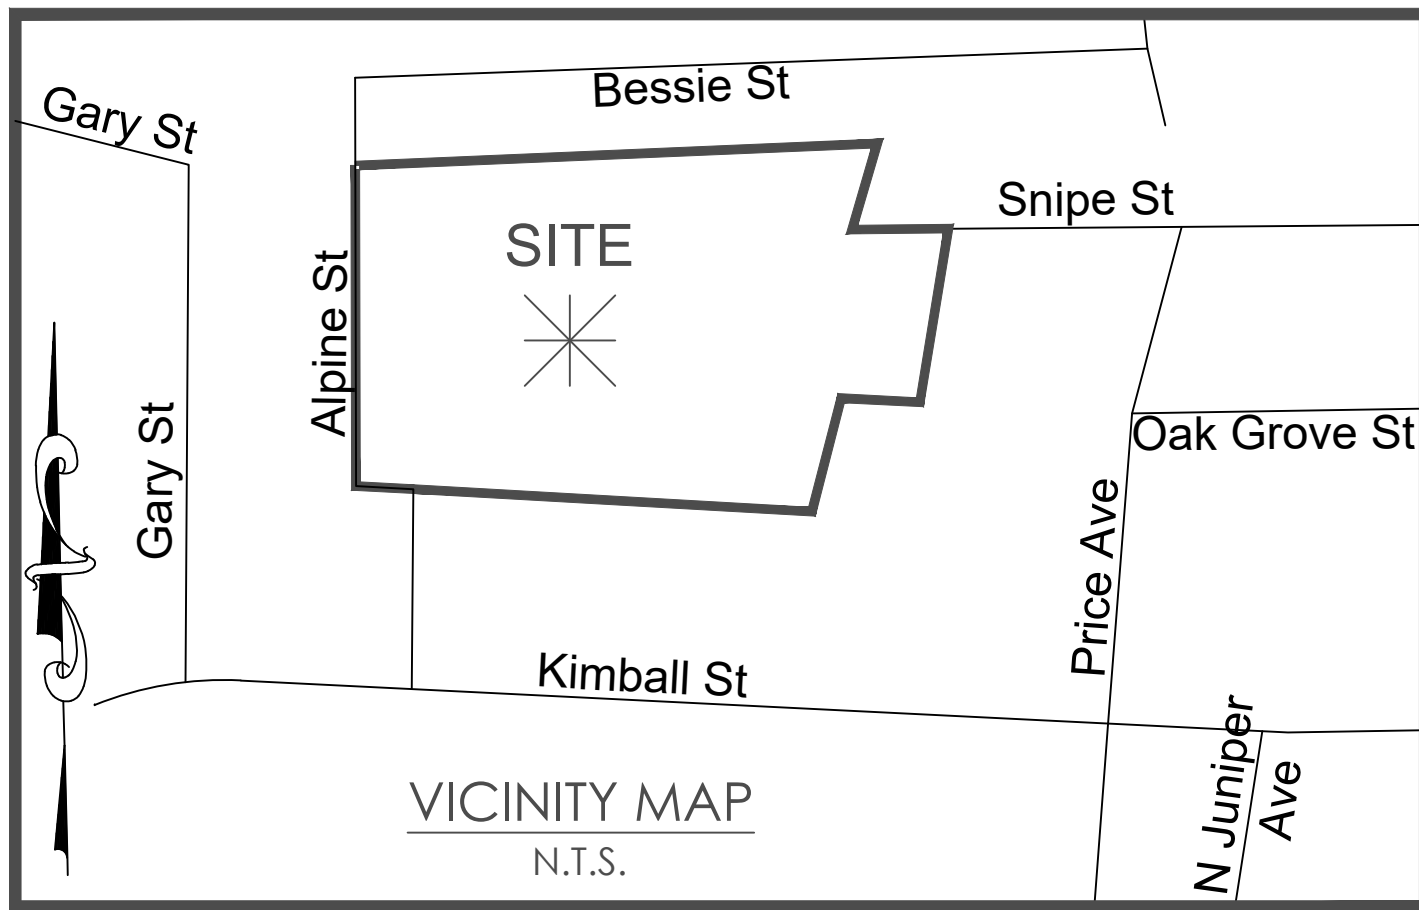 Bessie St
Gary St
Snipe St
SITE
Alpine St
Gary St
Oak Grove St
Price Ave
Kimball St
N Juniper
Ave
VICINITY MAP
N.T.S.